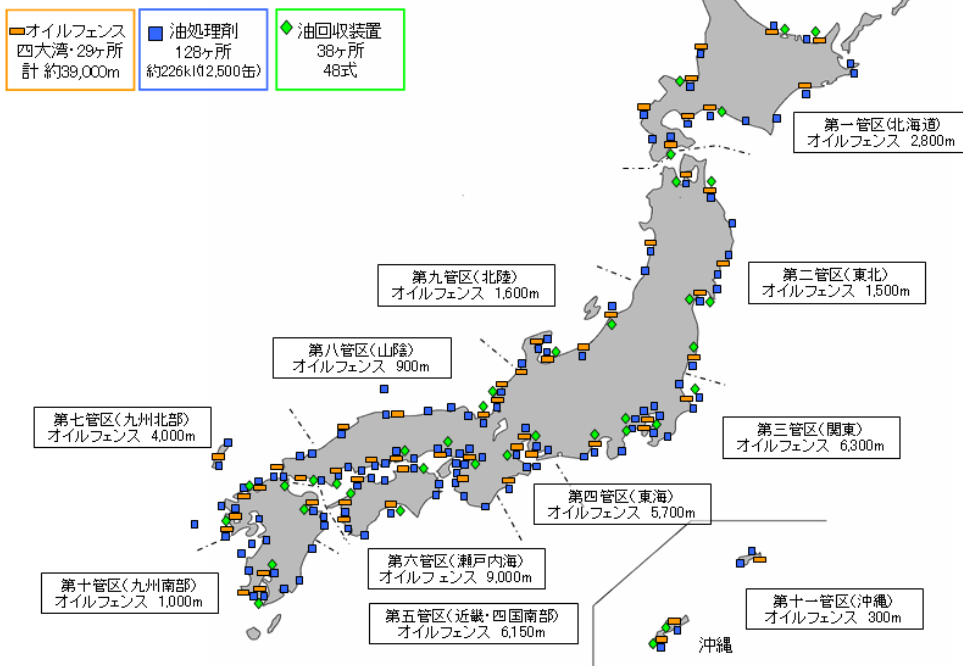 オイルフェンス
四大湾・29ヶ所
計 約39,000m
油処理剤
128ヶ所
約226kl(12,500缶)
油回収装置
38ヶ所
48式
第一管区(北海道)
オイルフェンス 2,800m
第九管区(北陸)
オイルフェンス 1,600m
第二管区(東北)
オイルフェンス 1,500m
第八管区(山陰)
オイルフェンス 900m
第七管区(九州北部)
オイルフェンス 4,000m
第三管区(関東)
オイルフェンス 6,300m
第四管区(東海)
オイルフェンス 5,700m
第六管区(瀬戸内海)
オイルフェンス 9,000m
第十管区(九州南部)
オイルフェンス 1,000m
第五管区(近畿・四国南部)
オイルフェンス 6,150m
第十一管区(沖縄)
オイルフェンス 300m
沖縄